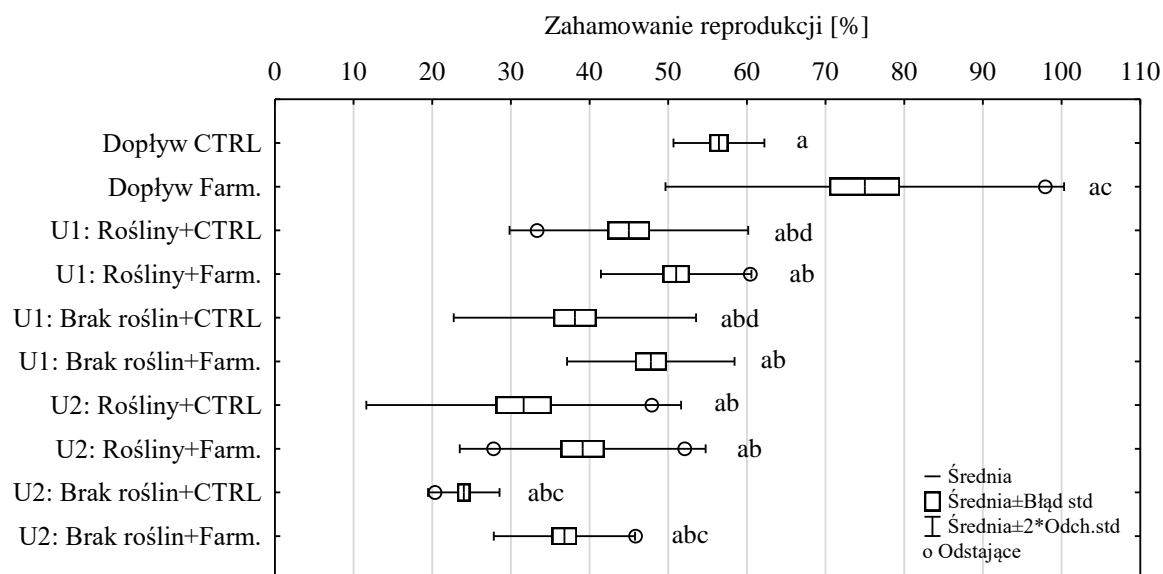 Zahamowanie reprodukcji [%]
0 10 20 30 40 50 60 70 80 90 100 110
Dopływ CTRL a
Dopływ Farm. ac
U1: Rośliny+CTRL abd
U1: Rośliny+Farm. ab
U1: Brak roślin+CTRL abd
U1: Brak roślin+Farm. ab
U2: Rośliny+CTRL ab
U2: Rośliny+Farm. ab
U2: Brak roślin+CTRL abc
U2: Brak roślin+Farm. abc
Średnia
Średnia±Błąd std
Średnia±2*Odch.std
o Odstające